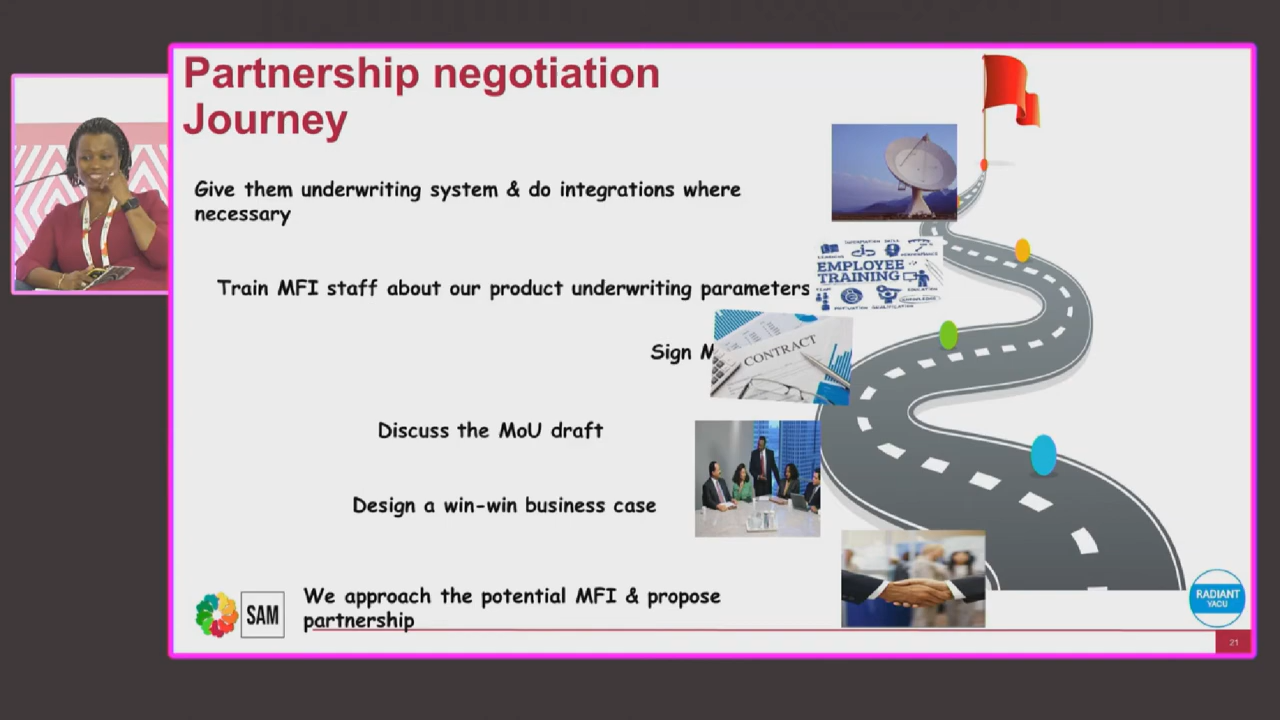 Partnership negotiation
Journey
Give them underwriting system & do integrations where
necessary
Train MFI staff about our product underwriting parameters
EMPLOYEE
TRAINING
Sign M
CONTRACT
Discuss the MoU draft
Design a win-win business case
We approach the potential MFI & propose
partnership
SAM
RADIANT
YACU
21